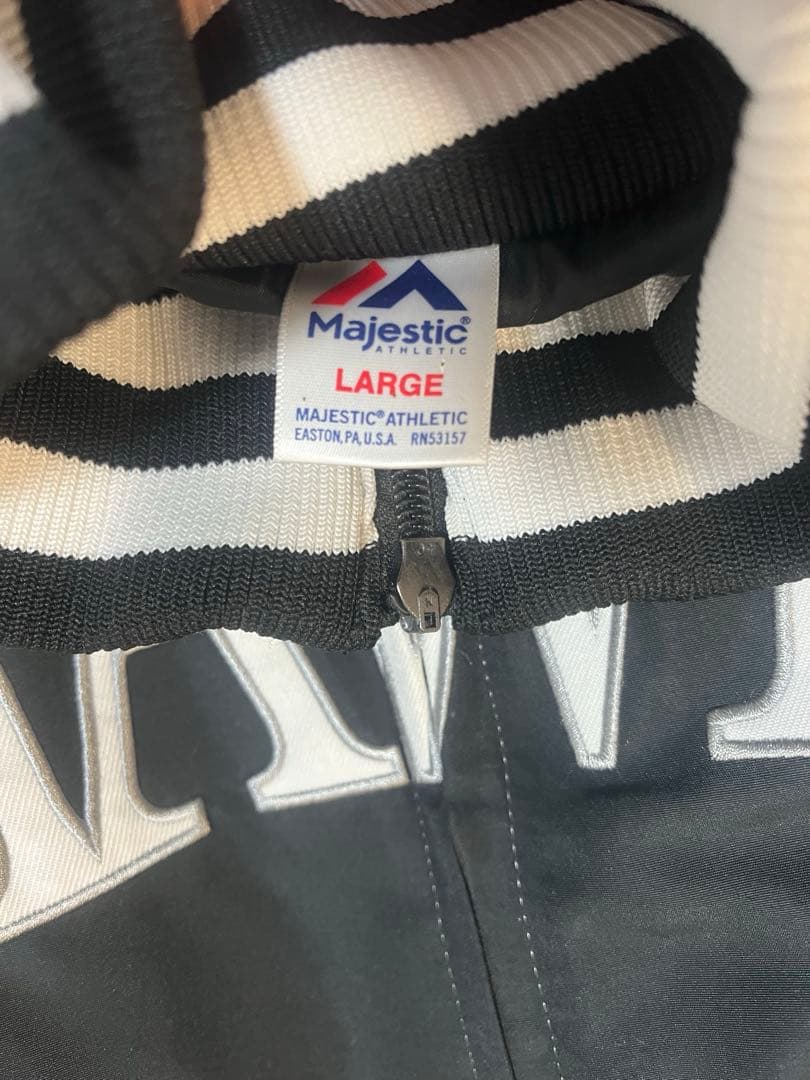 Majestic®
ATHLETIC
LARGE
MAJESTIC® ATHLETIC
EASTON, PA, U.S.A. RN53157